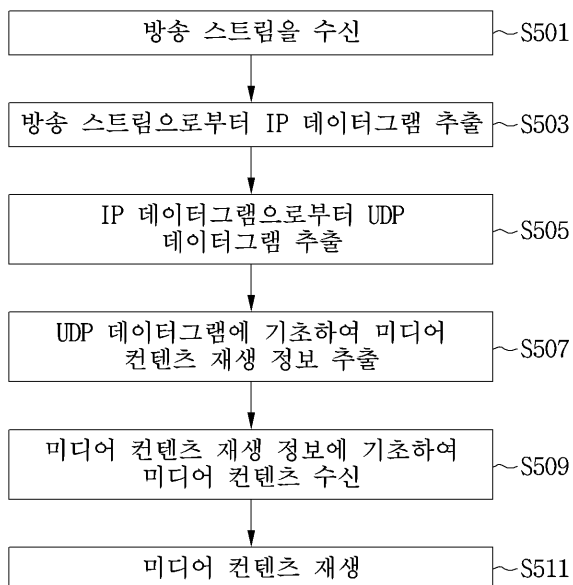 방송 스트림을 수신
S501
방송 스트림으로부터 IP 데이터그램 추출
S503
IP 데이터그램으로부터 UDP
데이터그램 추출
S505
UDP 데이터그램에 기초하여 미디어
컨텐츠 재생 정보 추출
S507
미디어 컨텐츠 재생 정보에 기초하여
미디어 컨텐츠 수신
S509
미디어 컨텐츠 재생
S511